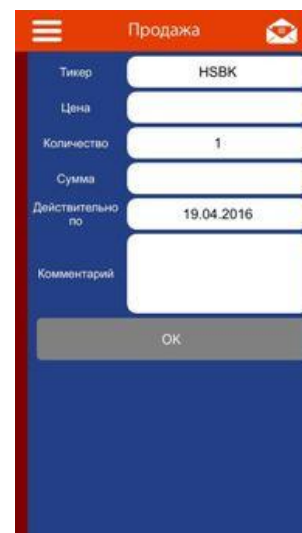 Продажа
Тикер HSBK
Цена
Количество 1
Сумма
Действительно
по 19.04.2016
Комментарий
OK